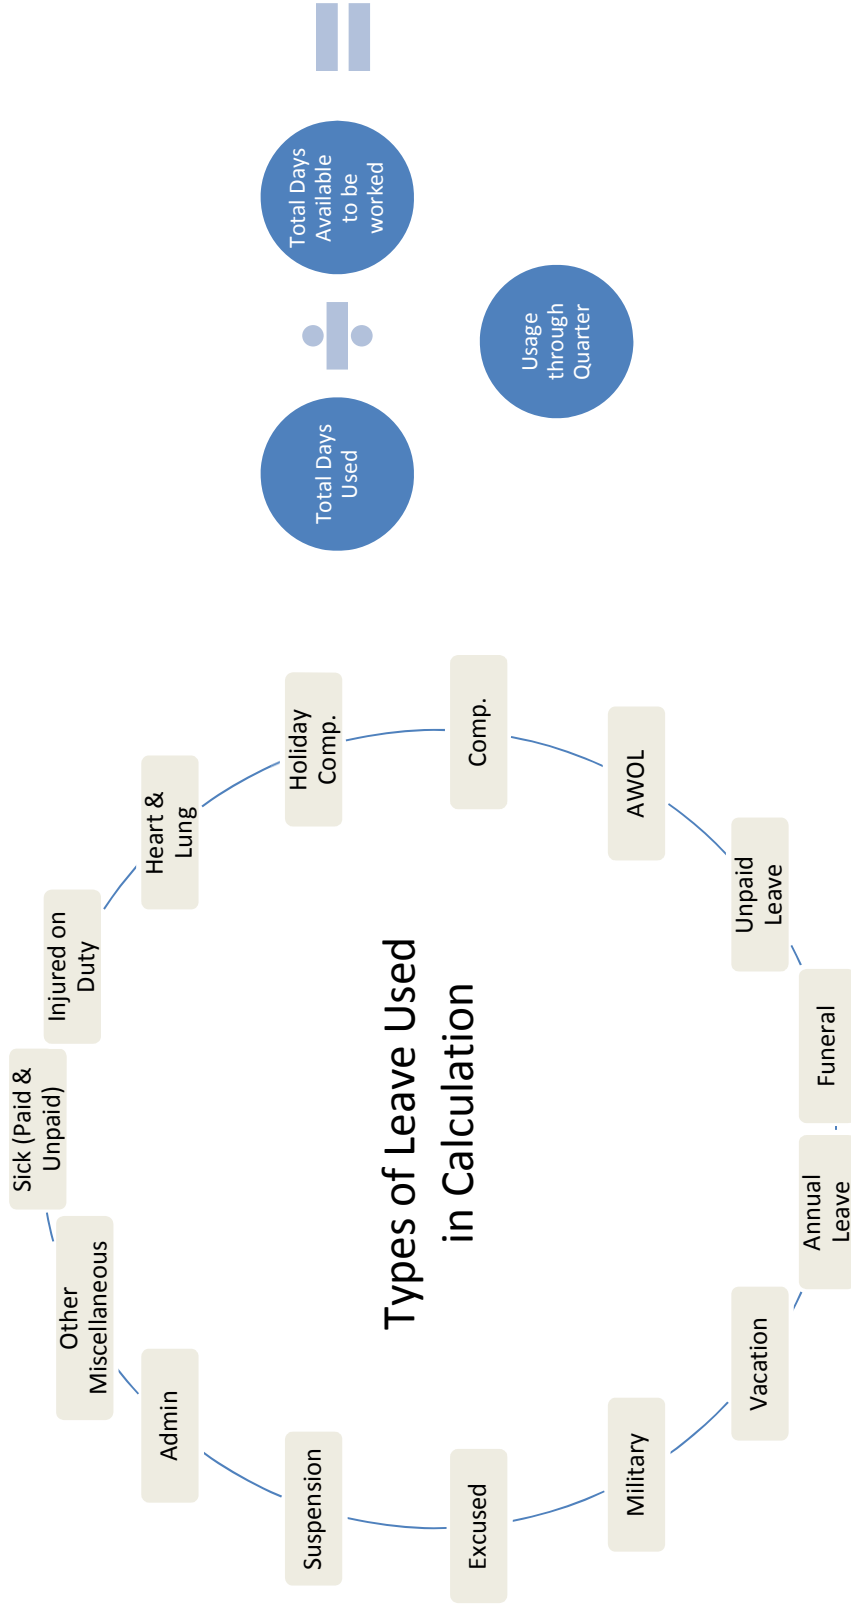 Sick (Paid &
Unpaid)
Injured on
Duty
Heart &
Lung
Holiday
Comp.
Comp.
AWOL
Unpaid
Leave
Funeral
Annual
Leave
Vacation
Military
Excused
Suspension
Admin
Other
Miscellaneous
Types of Leave Used
in Calculation
Total Days
Used
÷
Total Days
Available
to be
worked
=
Usage
through
Quarter